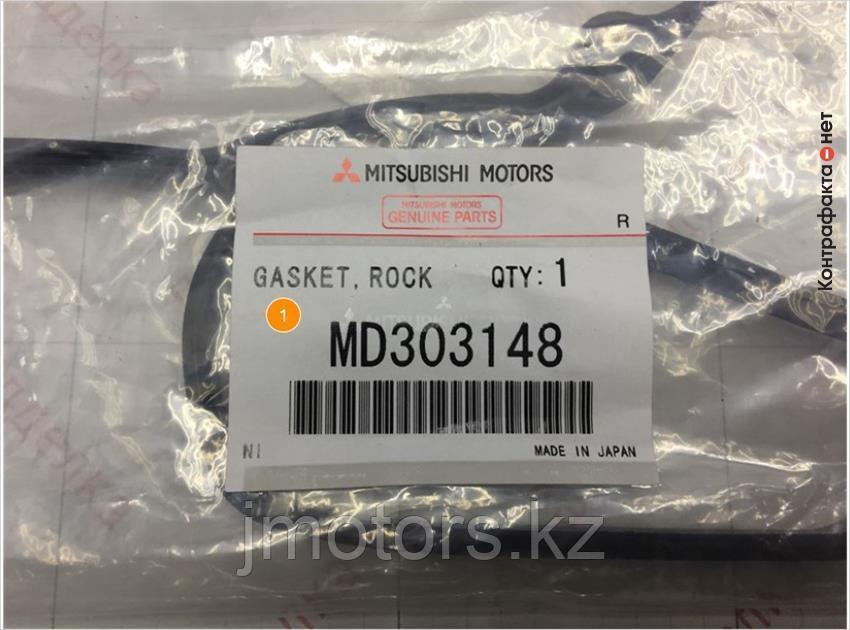 подделка
Контрафакта нет
MITSUBISHI MOTORS
MITSUBISHI MOTORS
GENUINE PARTS
R
GASKET, ROCK QTY: 1
1
MD303148
NI
MADE IN JAPAN
jmotors.kz